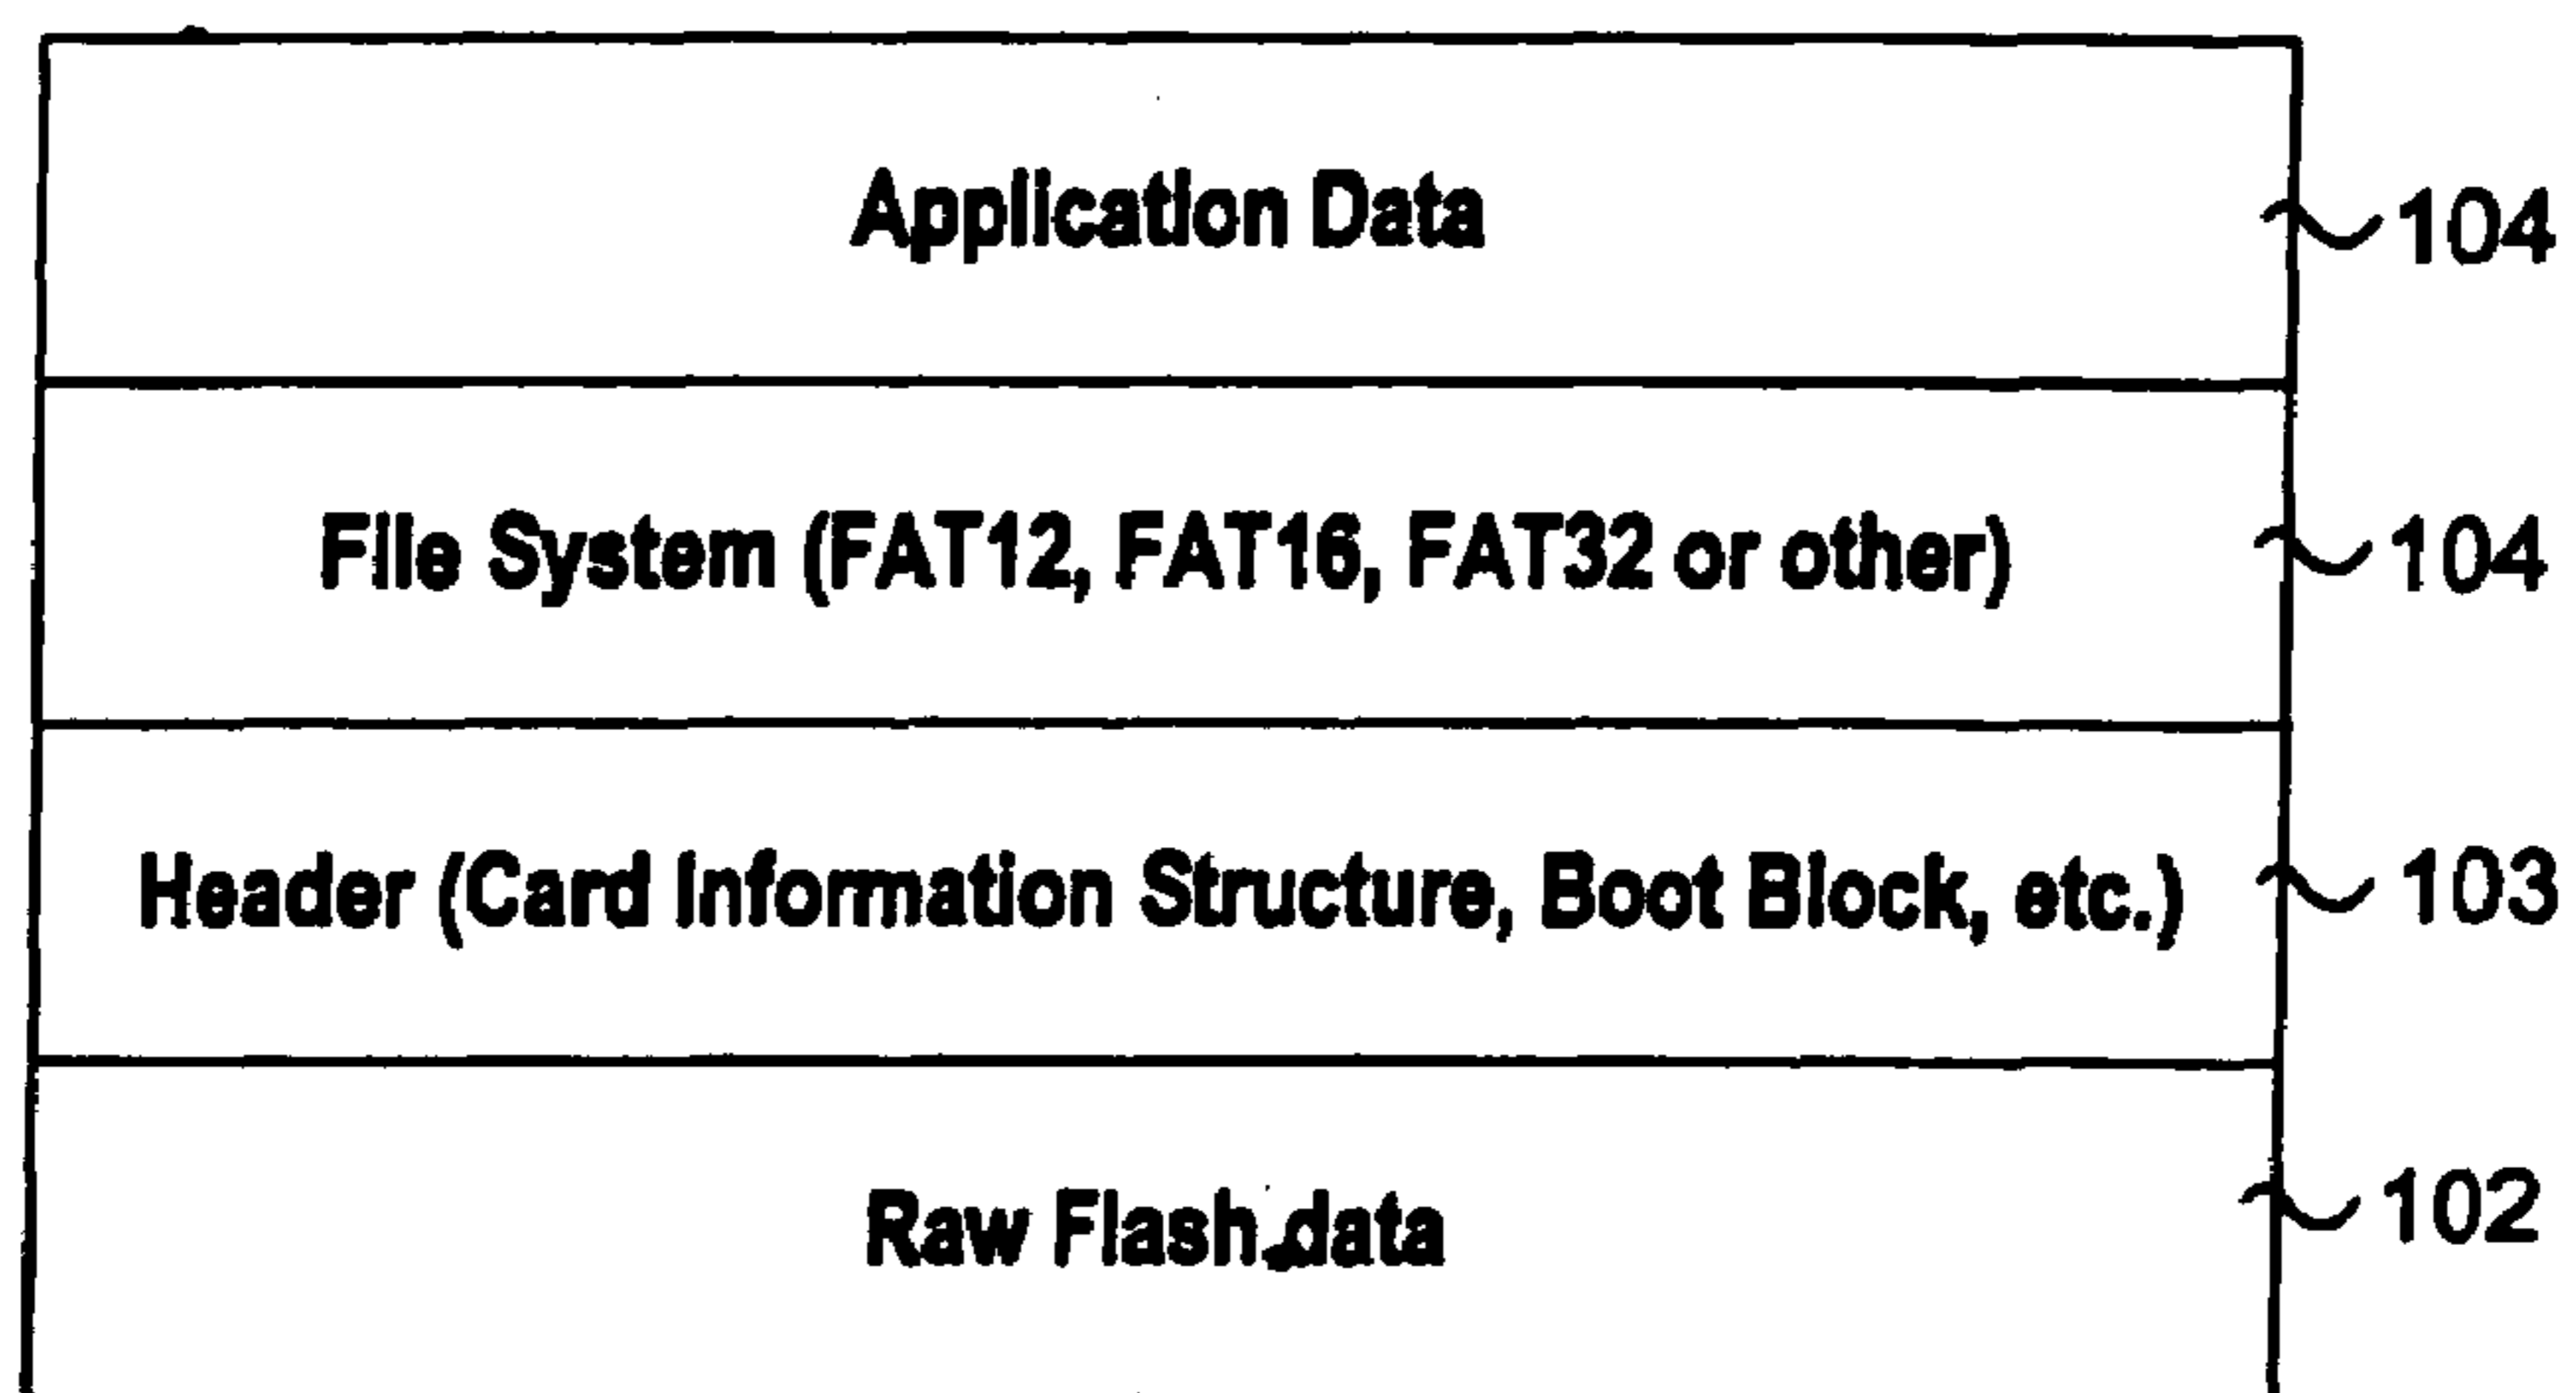 Application Data 104
File System (FAT12, FAT16, FAT32 or other) 104
Header (Card Information Structure, Boot Block, etc.) 103
Raw Flash data 102